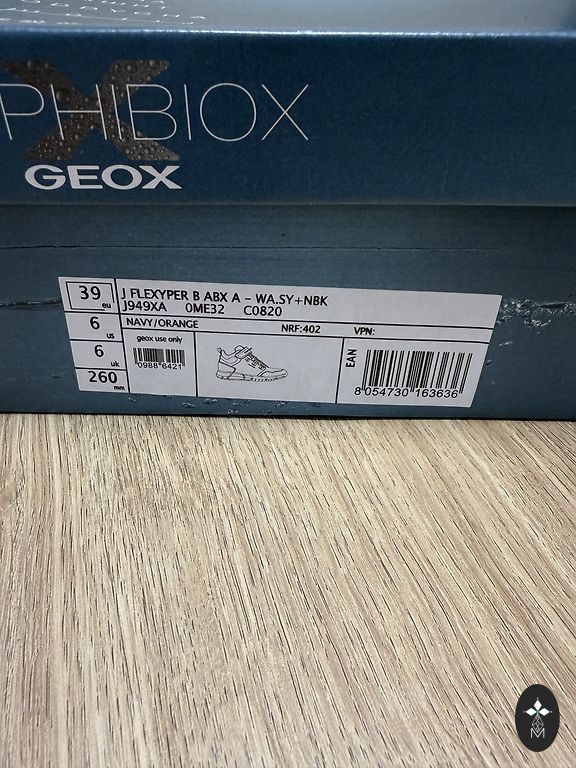 PHIBIOX
GEOX
39 eu
J FLEXYPER B ABX A - WA.SY+NBK
J949XA 0ME32 C0820
6 us
NAVY/ORANGE NRF:402 VPN:
6 uk
geox use only
0988*6421
260 mm
EAN
8 054730 163636
M